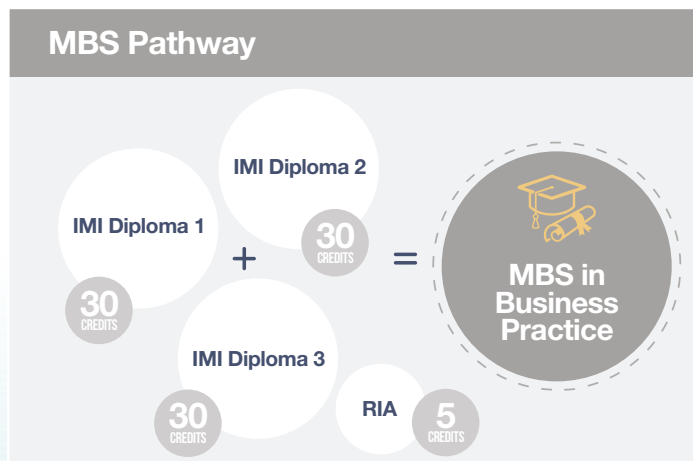 MBS Pathway
IMI Diploma 1
30
CREDITS
+
IMI Diploma 2
30
CREDITS
IMI Diploma 3
30
CREDITS
RIA
5
CREDITS
=
MBS in
Business
Practice